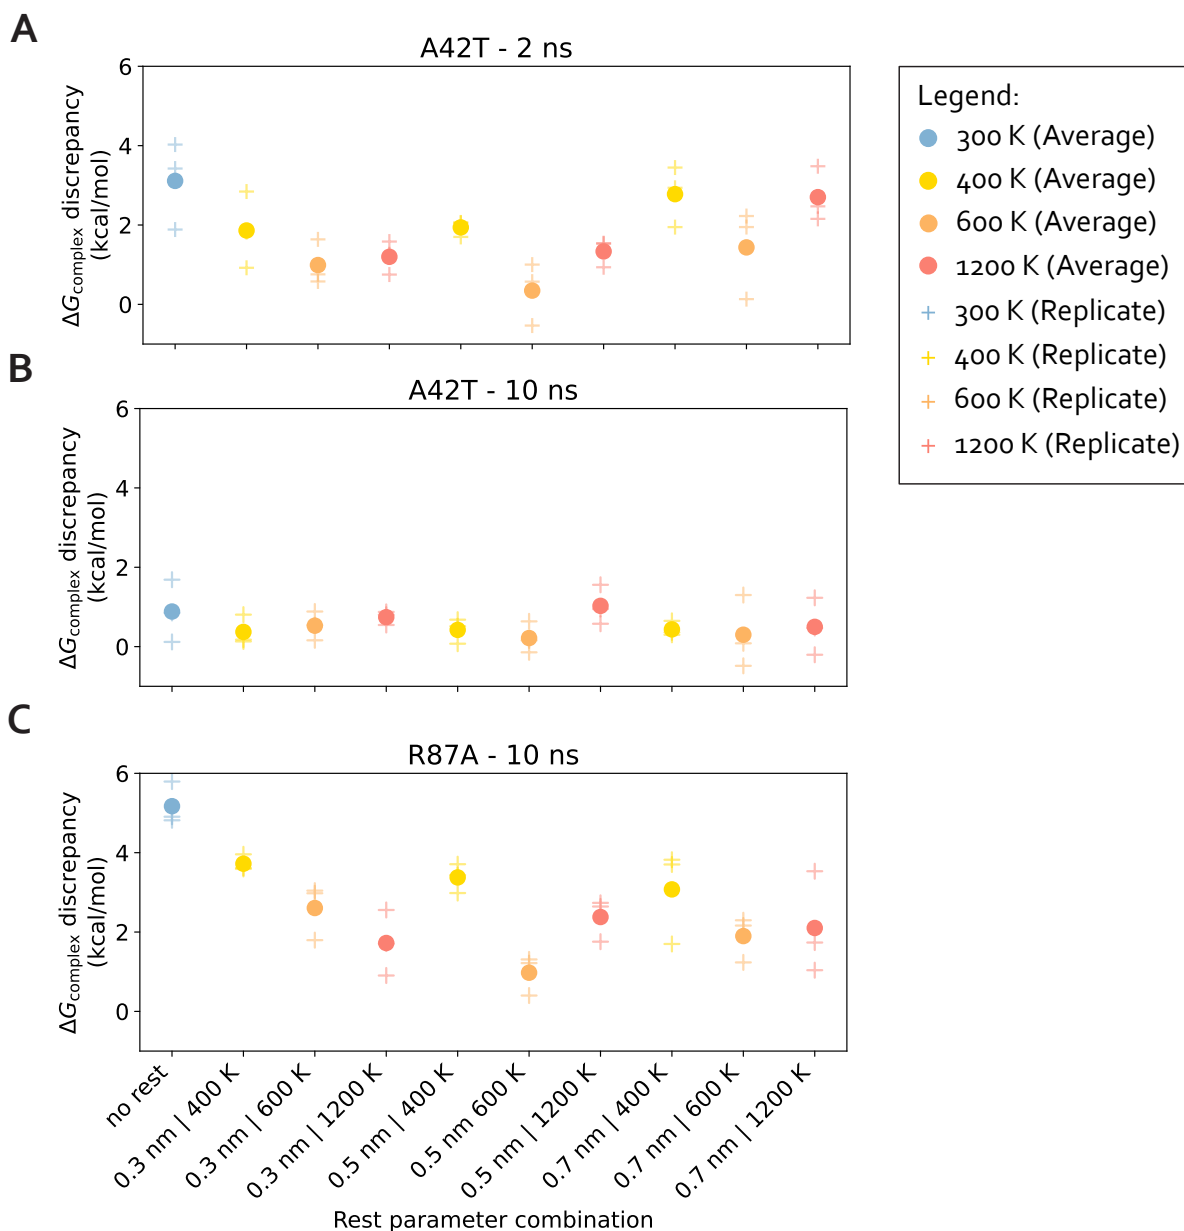 A
A42T - 2 ns
6
4
2
0
ΔGcomplex discrepancy
(kcal/mol)
Legend:
300 K (Average)
400 K (Average)
600 K (Average)
1200 K (Average)
300 K (Replicate)
400 K (Replicate)
600 K (Replicate)
1200 K (Replicate)
B
A42T - 10 ns
6
4
2
0
ΔGcomplex discrepancy
(kcal/mol)
C
R87A - 10 ns
6
4
2
0
ΔGcomplex discrepancy
(kcal/mol)
no rest
0.3 nm | 400 K
0.3 nm | 600 K
0.3 nm | 1200 K
0.5 nm | 400 K
0.5 nm 600 K
0.5 nm | 1200 K
0.7 nm | 400 K
0.7 nm | 600 K
0.7 nm | 1200 K
Rest parameter combination